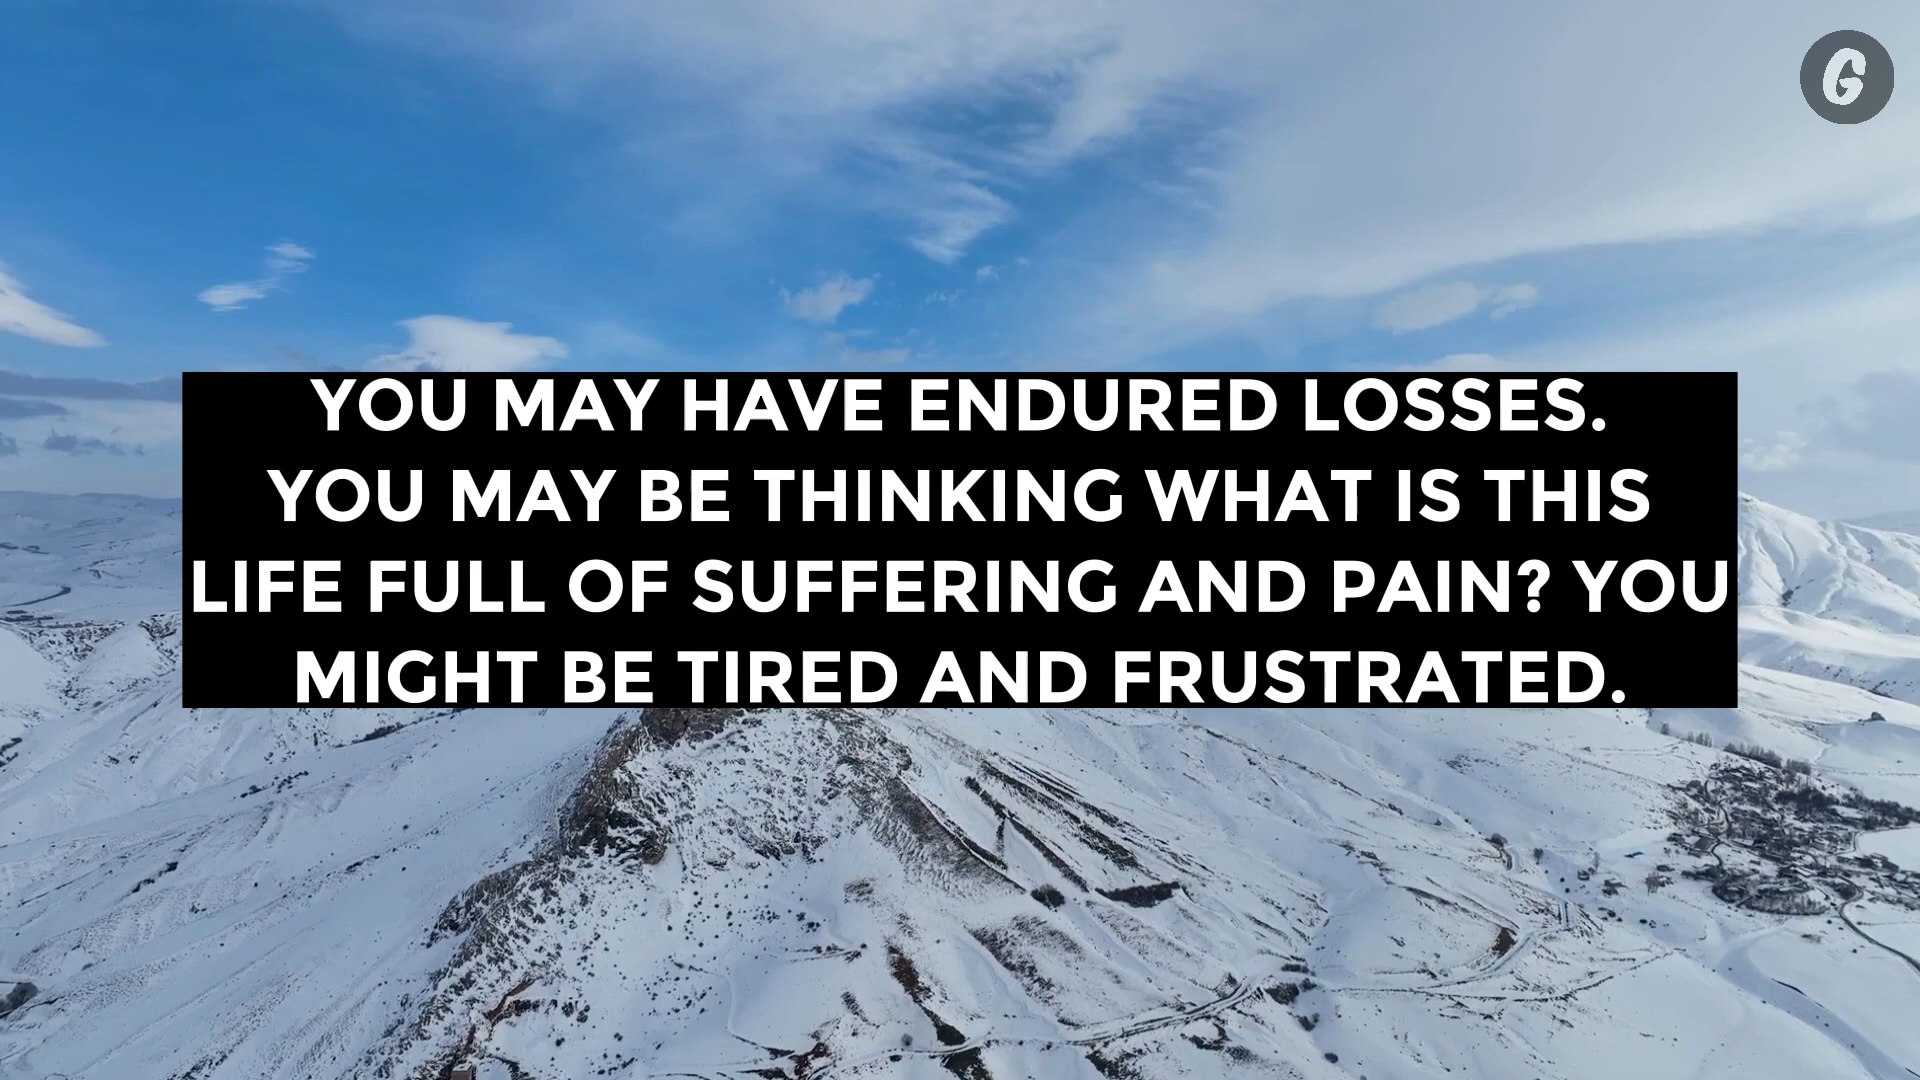 G
YOU MAY HAVE ENDURED LOSSES.
YOU MAY BE THINKING WHAT IS THIS
LIFE FULL OF SUFFERING AND PAIN? YOU
MIGHT BE TIRED AND FRUSTRATED.